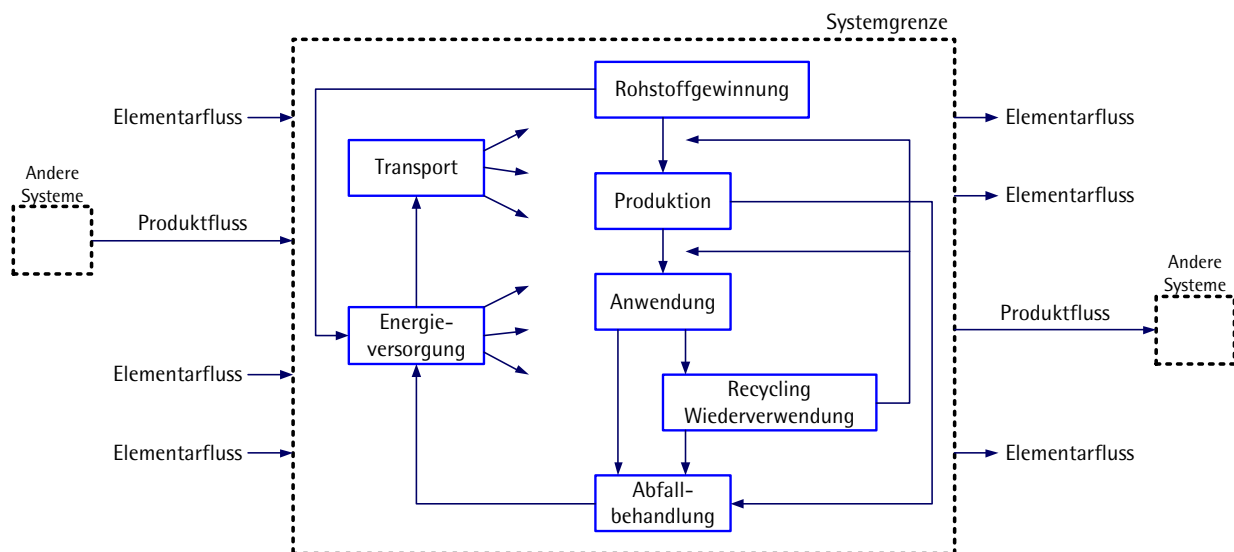 Systemgrenze
Rohstoffgewinnung
Elementarfluss
Elementarfluss
Transport
Andere
Systeme
Produktion
Elementarfluss
Produktfluss
Andere
Systeme
Anwendung
Produktfluss
Energie-
versorgung
Elementarfluss
Recycling
Wiederverwendung
Elementarfluss
Elementarfluss
Abfall-
behandlung